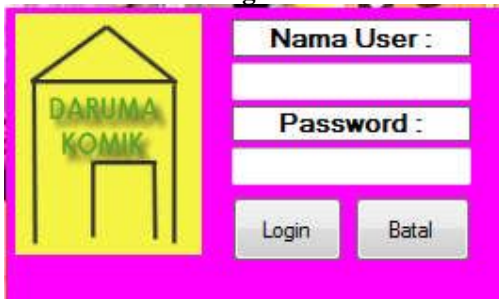 DARUMA
KOMIK
Nama User :
Password :
Login
Batal